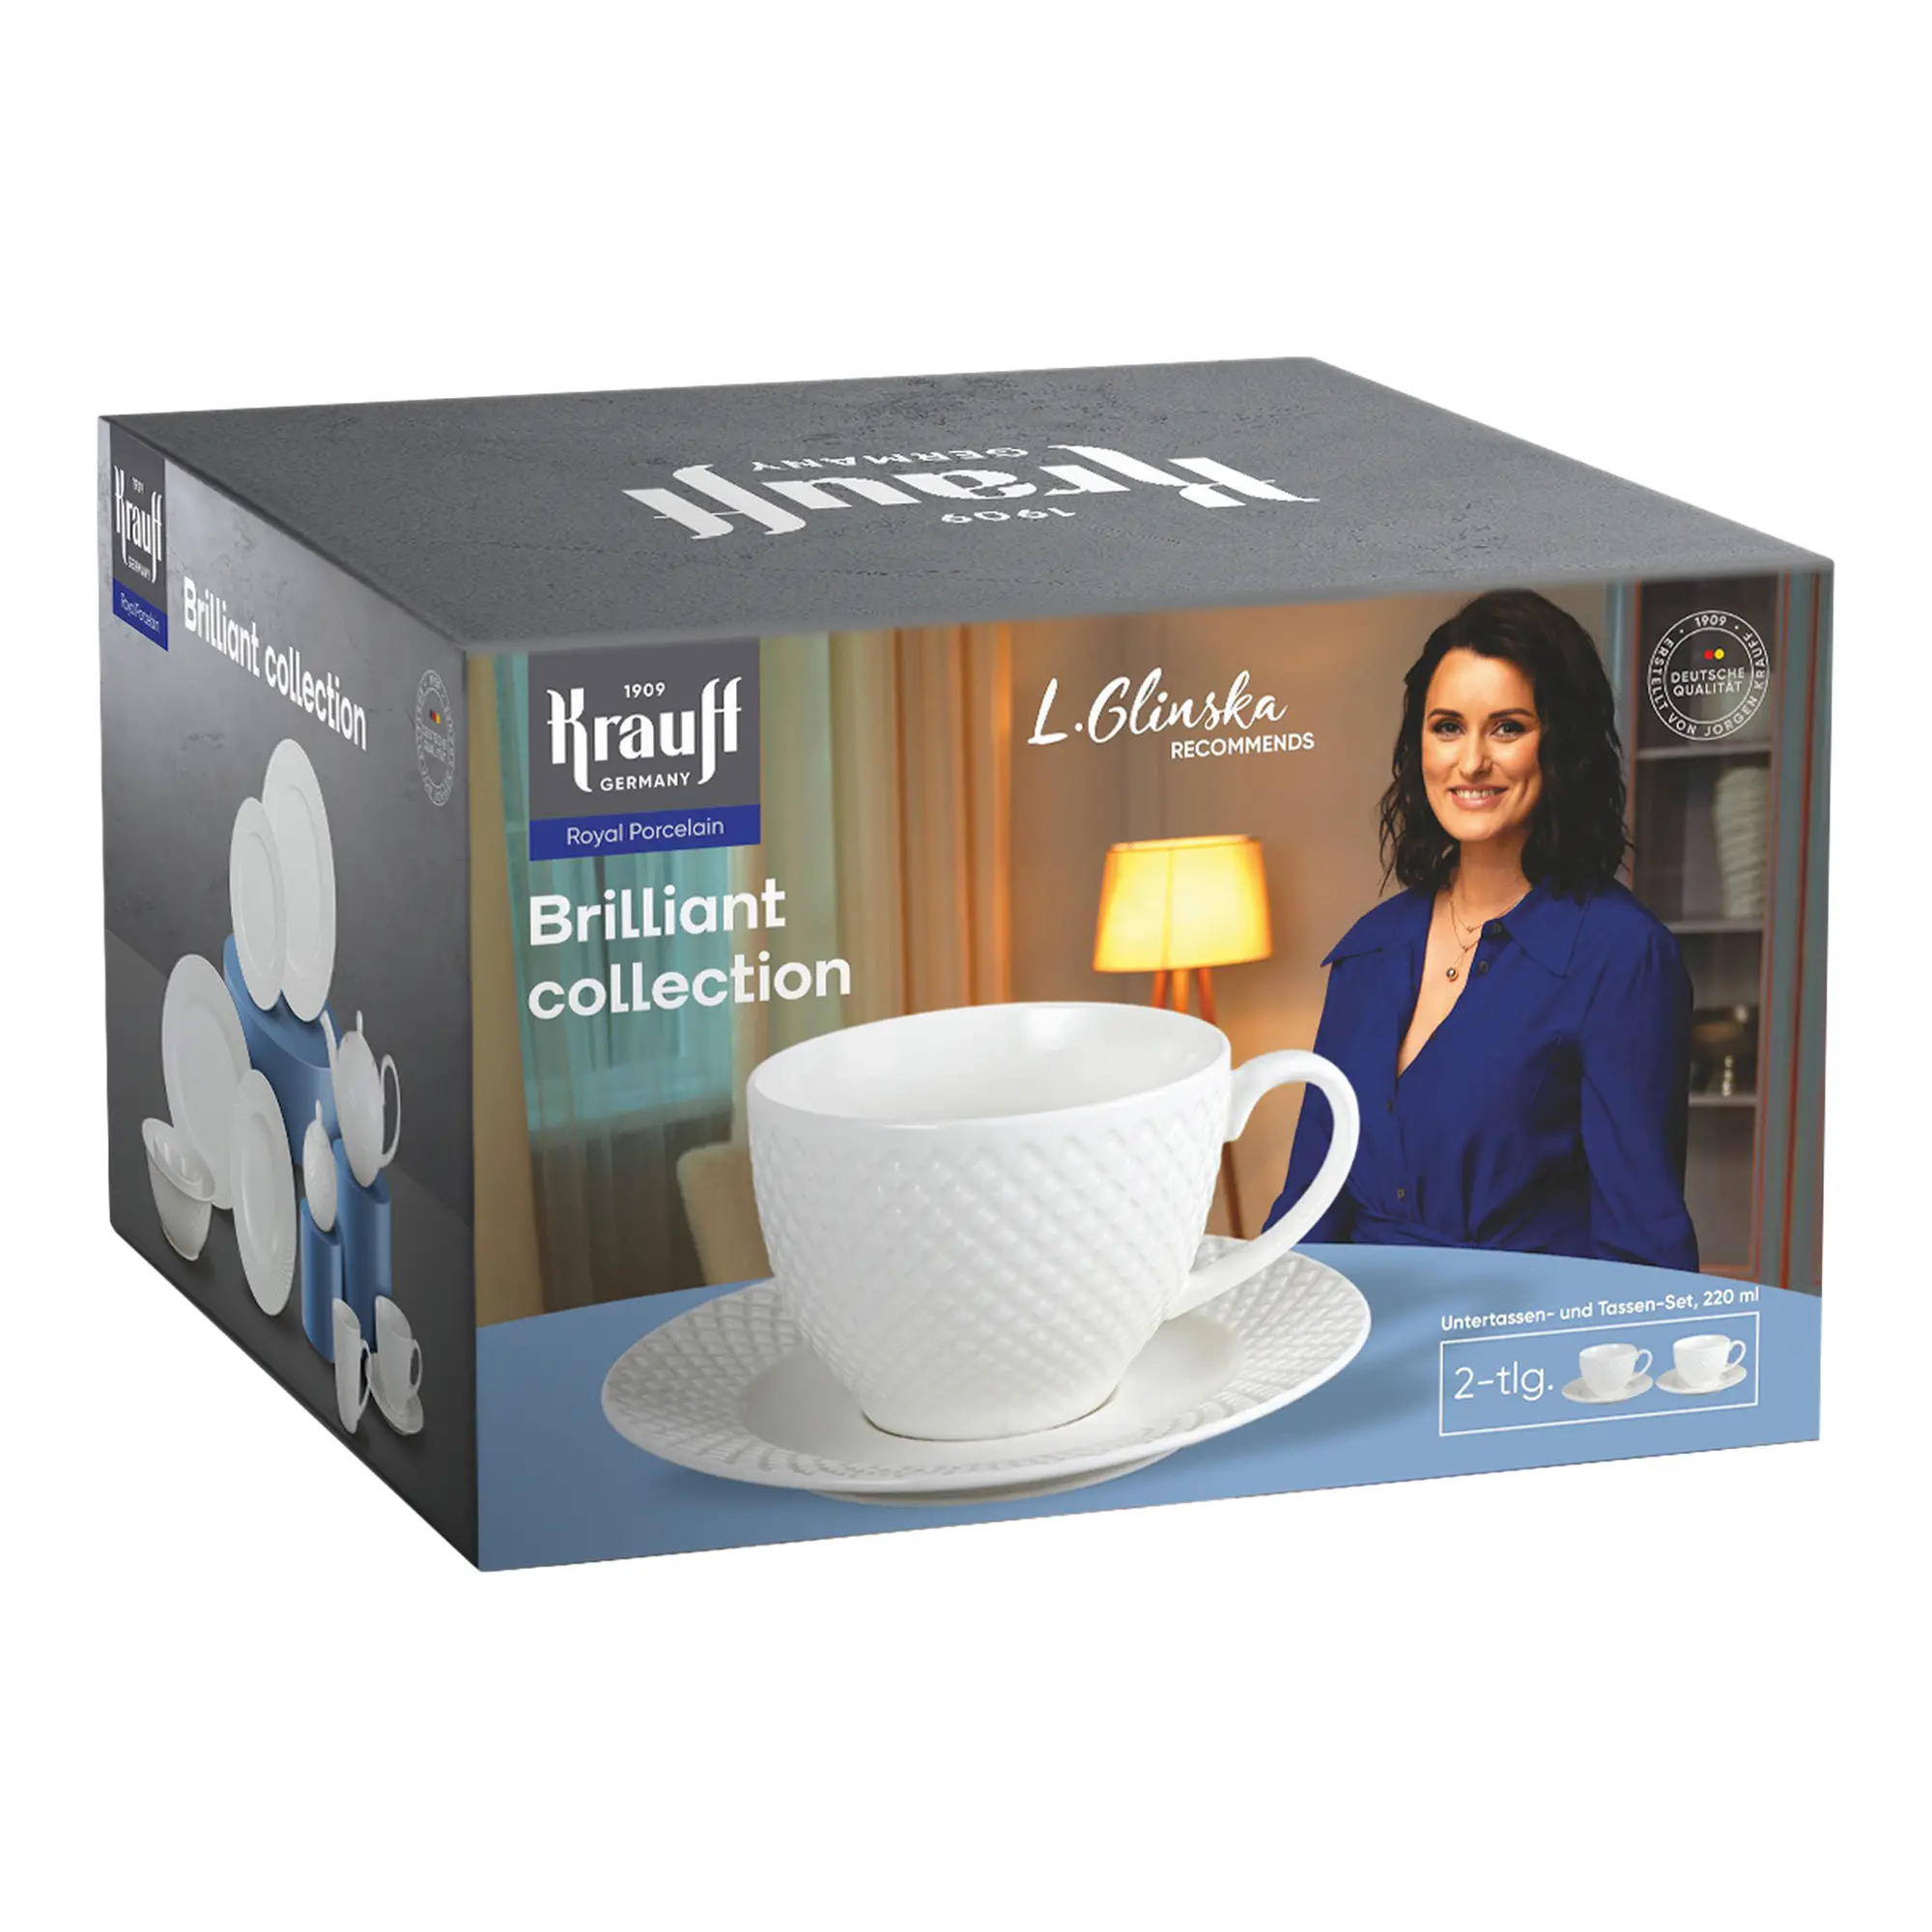 1909
Krauff
GERMANY
1909
Krauff
GERMANY
Royal Porcelain
Brilliant collection
1909
Krauff
GERMANY
Royal Porcelain
Brilliant
collection
L. Glinska
RECOMMENDS
1909
ERSTELLT VON JORGEN KRAUFF
DEUTSCHE
QUALITÄT
Untertassen- und Tassen-Set, 220 ml
2-tlg.